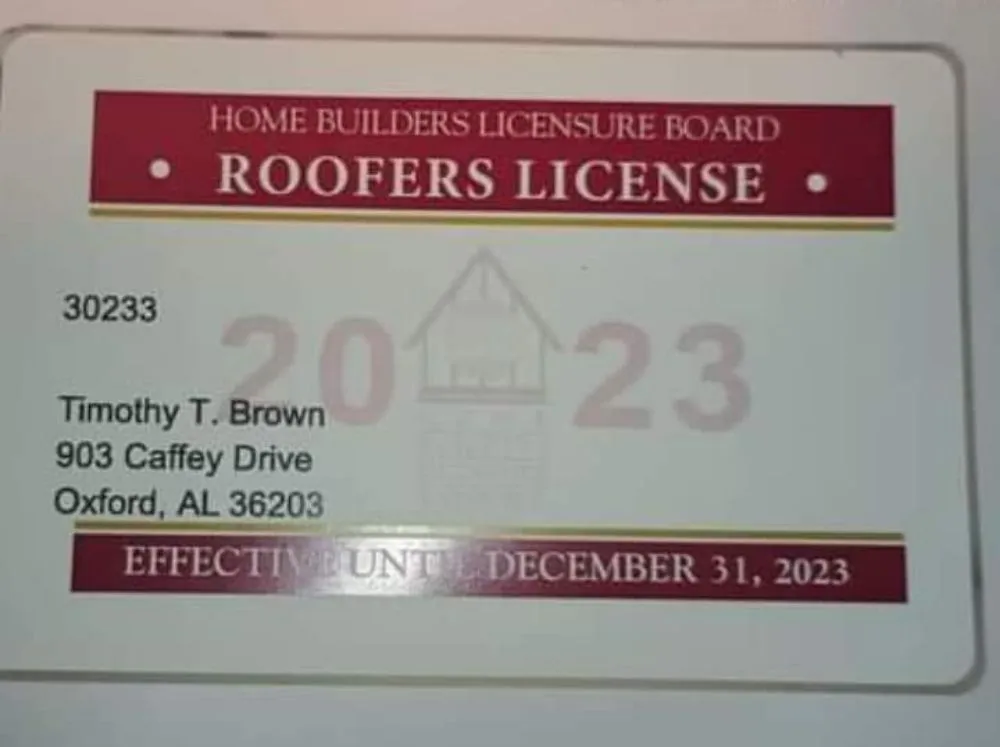 HOME BUILDERS LICENSURE BOARD
• ROOFERS LICENSE •
30233
2023
Timothy T. Brown
903 Caffey Drive
Oxford, AL 36203
EFFECTIVE UNTIL DECEMBER 31, 2023